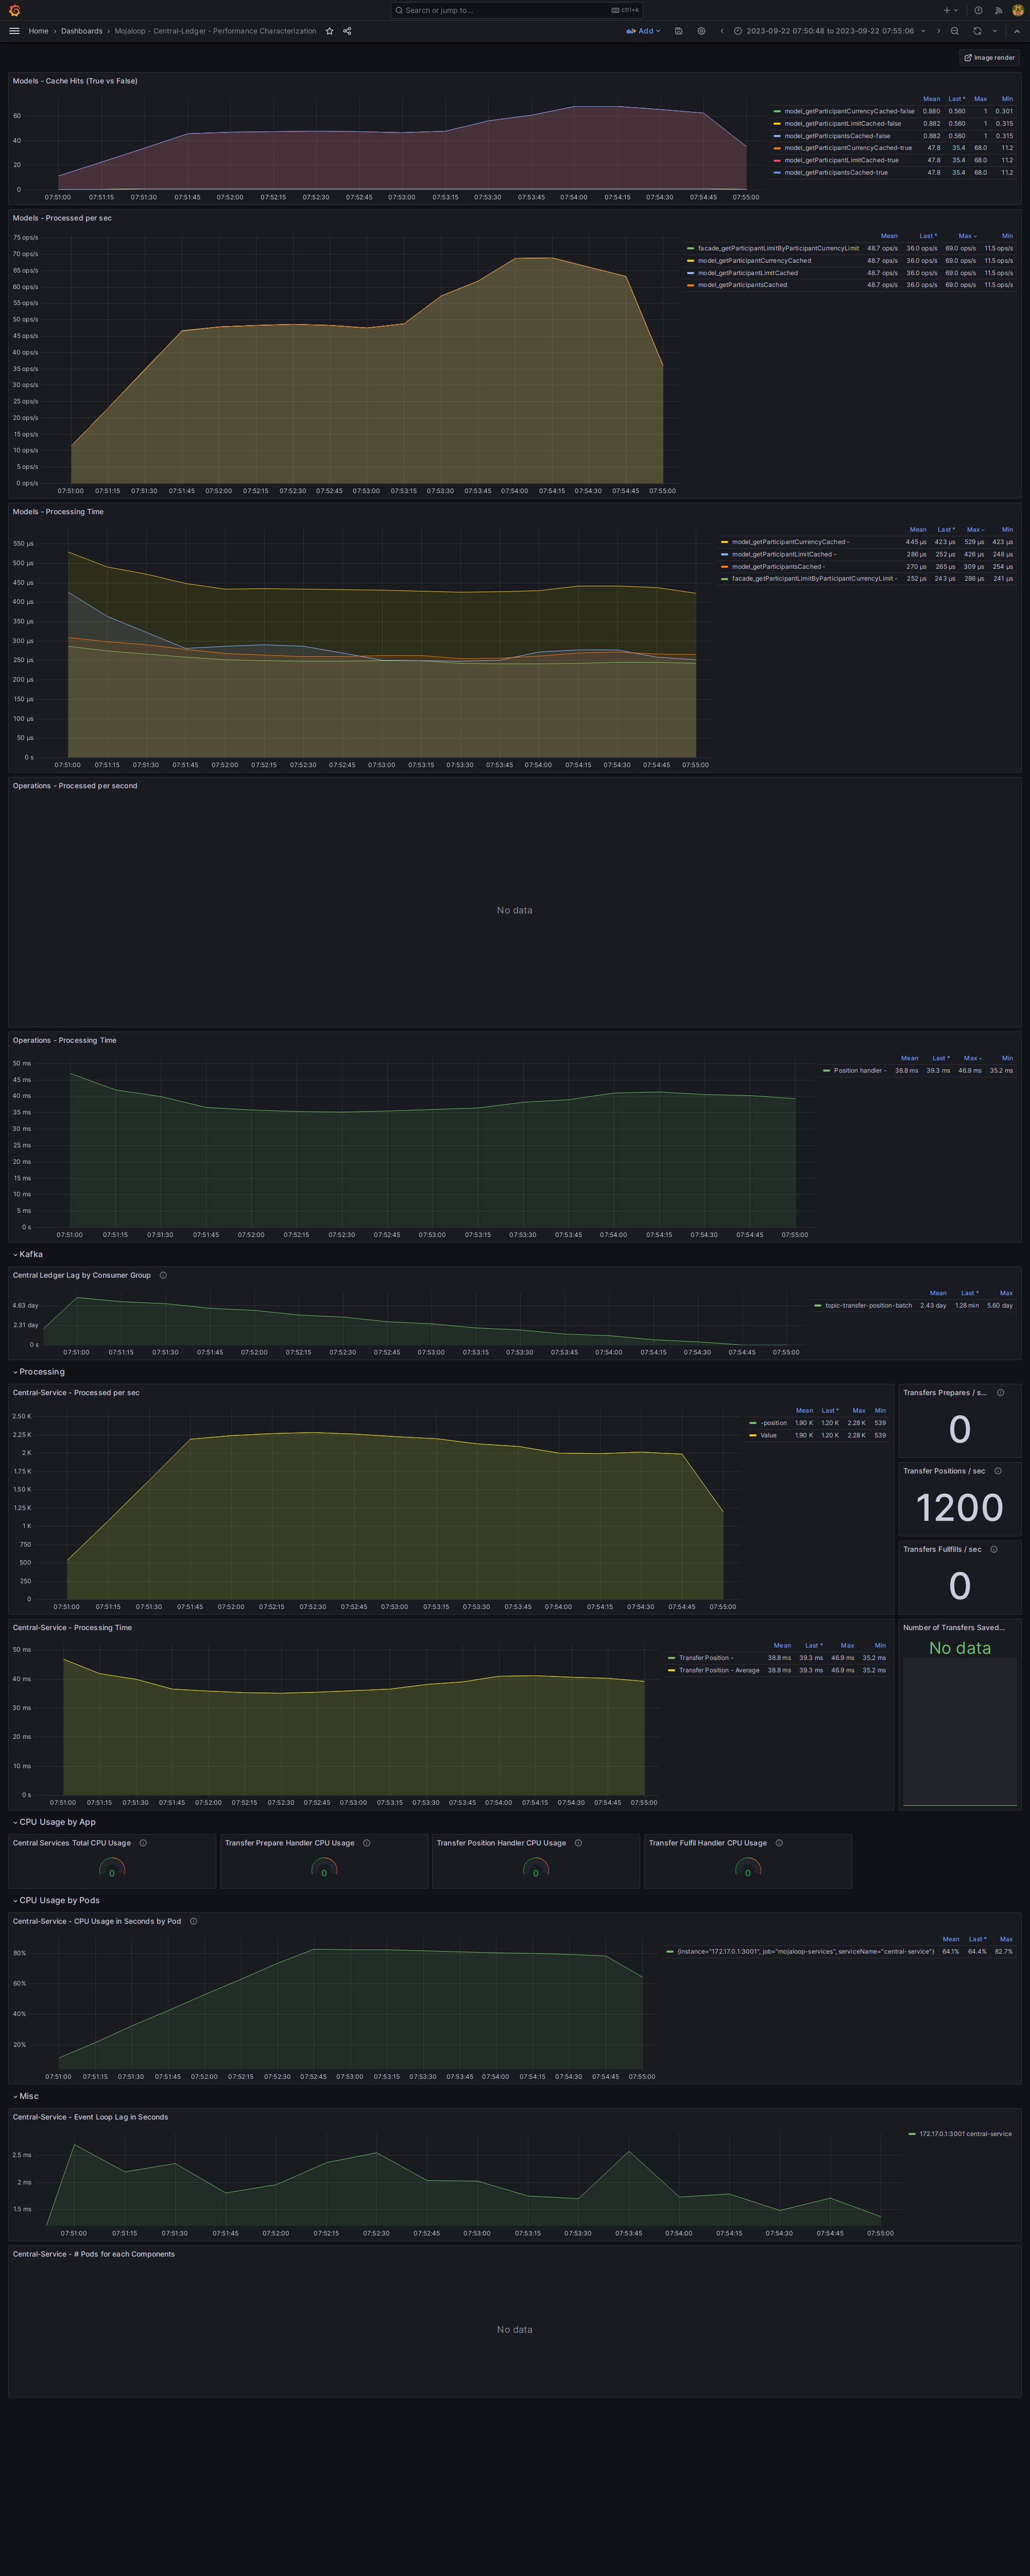 Search or jump to...
ctrl+k
Home › Dashboards › Mojaloop - Central-Ledger - Performance Characterization
Add
2023-09-22 07:50:48 to 2023-09-22 07:55:06
Image render
Models - Cache Hits (True vs False)
60
40
20
0
07:51:00 07:51:15 07:51:30 07:51:45 07:52:00 07:52:15 07:52:30 07:52:45 07:53:00 07:53:15 07:53:30 07:53:45 07:54:00 07:54:15 07:54:30 07:54:45 07:55:00
Mean Last * Max Min
model_getParticipantCurrencyCached-false 0.880 0.560 1 0.301
model_getParticipantLimitCached-false 0.882 0.560 1 0.315
model_getParticipantsCached-false 0.882 0.560 1 0.315
model_getParticipantCurrencyCached-true 47.8 35.4 68.0 11.2
model_getParticipantLimitCached-true 47.8 35.4 68.0 11.2
model_getParticipantsCached-true 47.8 35.4 68.0 11.2
Models - Processed per sec
75 ops/s
70 ops/s
65 ops/s
60 ops/s
55 ops/s
50 ops/s
45 ops/s
40 ops/s
35 ops/s
30 ops/s
25 ops/s
20 ops/s
15 ops/s
10 ops/s
5 ops/s
0 ops/s
07:51:00 07:51:15 07:51:30 07:51:45 07:52:00 07:52:15 07:52:30 07:52:45 07:53:00 07:53:15 07:53:30 07:53:45 07:54:00 07:54:15 07:54:30 07:54:45 07:55:00
Mean Last * Max Min
facade_getParticipantLimitByParticipantCurrencyLimit 48.7 ops/s 36.0 ops/s 69.0 ops/s 11.5 ops/s
model_getParticipantCurrencyCached 48.7 ops/s 36.0 ops/s 69.0 ops/s 11.5 ops/s
model_getParticipantLimitCached 48.7 ops/s 36.0 ops/s 69.0 ops/s 11.5 ops/s
model_getParticipantsCached 48.7 ops/s 36.0 ops/s 69.0 ops/s 11.5 ops/s
Models - Processing Time
550 µs
500 µs
450 µs
400 µs
350 µs
300 µs
250 µs
200 µs
150 µs
100 µs
50 µs
0 s
07:51:00 07:51:15 07:51:30 07:51:45 07:52:00 07:52:15 07:52:30 07:52:45 07:53:00 07:53:15 07:53:30 07:53:45 07:54:00 07:54:15 07:54:30 07:54:45 07:55:00
Mean Last * Max Min
model_getParticipantCurrencyCached - 445 µs 423 µs 529 µs 423 µs
model_getParticipantLimitCached - 286 µs 252 µs 426 µs 248 µs
model_getParticipantsCached - 270 µs 265 µs 309 µs 254 µs
facade_getParticipantLimitByParticipantCurrencyLimit - 252 µs 243 µs 286 µs 241 µs
Operations - Processed per second
No data
Operations - Processing Time
50 ms
45 ms
40 ms
35 ms
30 ms
25 ms
20 ms
15 ms
10 ms
5 ms
0 s
07:51:00 07:51:15 07:51:30 07:51:45 07:52:00 07:52:15 07:52:30 07:52:45 07:53:00 07:53:15 07:53:30 07:53:45 07:54:00 07:54:15 07:54:30 07:54:45 07:55:00
Mean Last * Max Min
Position handler - 38.8 ms 39.3 ms 46.9 ms 35.2 ms
Kafka
Central Ledger Lag by Consumer Group
4.63 day
2.31 day
0 s
07:51:00 07:51:15 07:51:30 07:51:45 07:52:00 07:52:15 07:52:30 07:52:45 07:53:00 07:53:15 07:53:30 07:53:45 07:54:00 07:54:15 07:54:30 07:54:45 07:55:00
Mean Last * Max
topic-transfer-position-batch 2.43 day 1.28 min 5.60 day
Processing
Central-Service - Processed per sec
2.50 K
2.25 K
2 K
1.75 K
1.50 K
1.25 K
1 K
750
500
250
0
07:51:00 07:51:15 07:51:30 07:51:45 07:52:00 07:52:15 07:52:30 07:52:45 07:53:00 07:53:15 07:53:30 07:53:45 07:54:00 07:54:15 07:54:30 07:54:45 07:55:00
Mean Last * Max Min
-position 1.90 K 1.20 K 2.28 K 539
Value 1.90 K 1.20 K 2.28 K 539
Transfers Prepares / s...
0
Transfer Positions / sec
1200
Transfers Fullfills / sec
0
Central-Service - Processing Time
50 ms
40 ms
30 ms
20 ms
10 ms
0 s
07:51:00 07:51:15 07:51:30 07:51:45 07:52:00 07:52:15 07:52:30 07:52:45 07:53:00 07:53:15 07:53:30 07:53:45 07:54:00 07:54:15 07:54:30 07:54:45 07:55:00
Mean Last * Max Min
Transfer Position - 38.8 ms 39.3 ms 46.9 ms 35.2 ms
Transfer Position - Average 38.8 ms 39.3 ms 46.9 ms 35.2 ms
Number of Transfers Saved...
No data
CPU Usage by App
Central Services Total CPU Usage
0
Transfer Prepare Handler CPU Usage
0
Transfer Position Handler CPU Usage
0
Transfer Fulfil Handler CPU Usage
0
CPU Usage by Pods
Central-Service - CPU Usage in Seconds by Pod
80%
60%
40%
20%
07:51:00 07:51:15 07:51:30 07:51:45 07:52:00 07:52:15 07:52:30 07:52:45 07:53:00 07:53:15 07:53:30 07:53:45 07:54:00 07:54:15 07:54:30 07:54:45 07:55:00
Mean Last * Max
{instance="172.17.0.1:3001", job="mojaloop-services", serviceName="central-service"} 64.1% 64.4% 82.7%
Misc
Central-Service - Event Loop Lag in Seconds
2.5 ms
2 ms
1.5 ms
07:51:00 07:51:15 07:51:30 07:51:45 07:52:00 07:52:15 07:52:30 07:52:45 07:53:00 07:53:15 07:53:30 07:53:45 07:54:00 07:54:15 07:54:30 07:54:45 07:55:00
172.17.0.1:3001 central-service
Central-Service - # Pods for each Components
No data